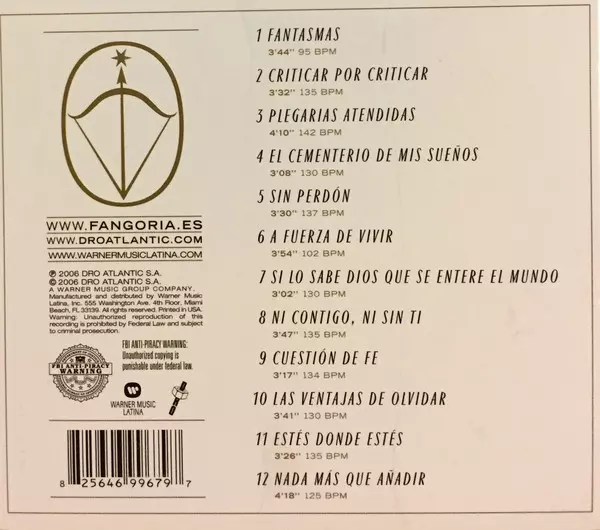 WWW.FANGORIA.ES
WWW.DROATLANTIC.COM
WWW.WARNERMUSICLATINA.COM
℗ 2006 DRO ATLANTIC S.A.
© 2006 DRO ATLANTIC S.A.
A WARNER MUSIC GROUP COMPANY.
Manufactured and distributed by Warner Music
Latina, Inc. 555 Washington Ave. 4th Floor, Miami
Beach, FL 33139. All rights reserved. Printed in USA.
Warning: Unauthorized reproduction of this
recording is prohibited by Federal Law and subject
to criminal prosecution.
FBI ANTI-PIRACY
WARNING
FBI ANTI-PIRACY WARNING:
Unauthorized copying is
punishable under federal law.
WARNER MUSIC
LATINA
8 25646 99679 7
1 FANTASMAS
3'44" 95 BPM
2 CRITICAR POR CRITICAR
3'32" 135 BPM
3 PLEGARIAS ATENDIDAS
4'10" 142 BPM
4 EL CEMENTERIO DE MIS SUEÑOS
3'08" 130 BPM
5 SIN PERDÓN
3'30" 137 BPM
6 A FUERZA DE VIVIR
3'54" 102 BPM
7 SI LO SABE DIOS QUE SE ENTERE EL MUNDO
3'02" 130 BPM
8 NI CONTIGO, NI SIN TI
3'47" 135 BPM
9 CUESTIÓN DE FE
3'17" 134 BPM
10 LAS VENTAJAS DE OLVIDAR
3'41" 130 BPM
11 ESTÉS DONDE ESTÉS
3'26" 135 BPM
12 NADA MÁS QUE AÑADIR
4'18" 125 BPM